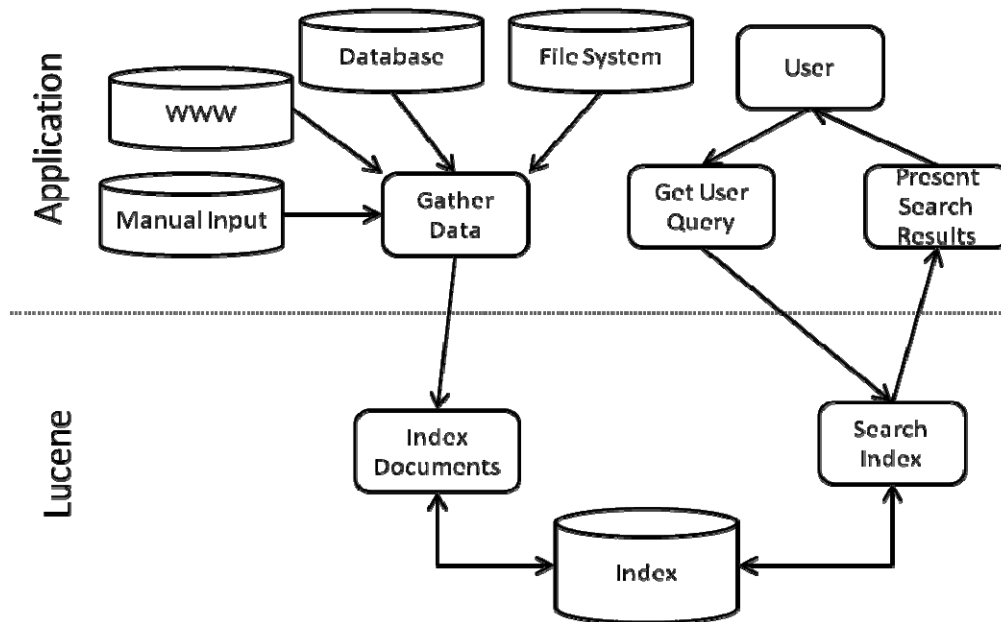 Application
Database
File System
User
WWW
Manual Input
Gather
Data
Get User
Query
Present
Search
Results
Lucene
Index
Documents
Search
Index
Index